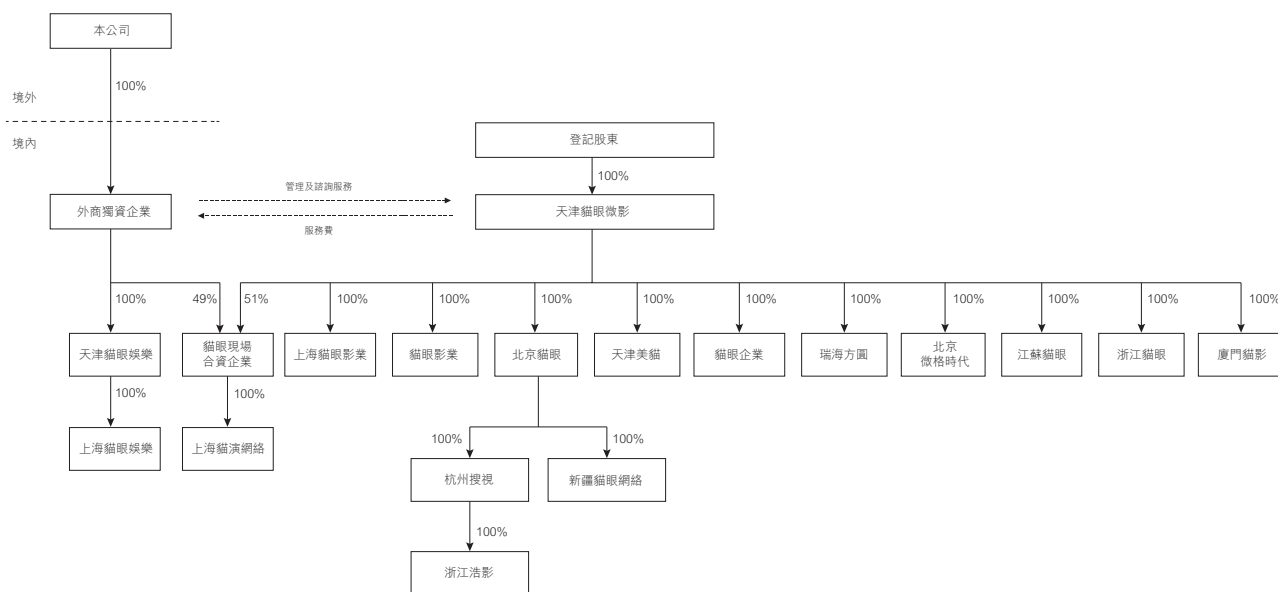 本公司
100%
境外
境內
登記股東
100%
管理及諮詢服務
外商獨資企業
天津貓眼微影
服務費
100%
49%
51%
100%
100%
100%
100%
100%
100%
100%
100%
100%
100%
天津貓眼娛樂
貓眼現場
合資企業
上海貓眼影業
貓眼影業
北京貓眼
天津美貓
貓眼企業
瑞海方圓
北京
微格時代
江蘇貓眼
浙江貓眼
廈門貓影
100%
100%
上海貓眼娛樂
上海貓演網絡
100%
100%
杭州搜視
新疆貓眼網絡
100%
浙江浩影